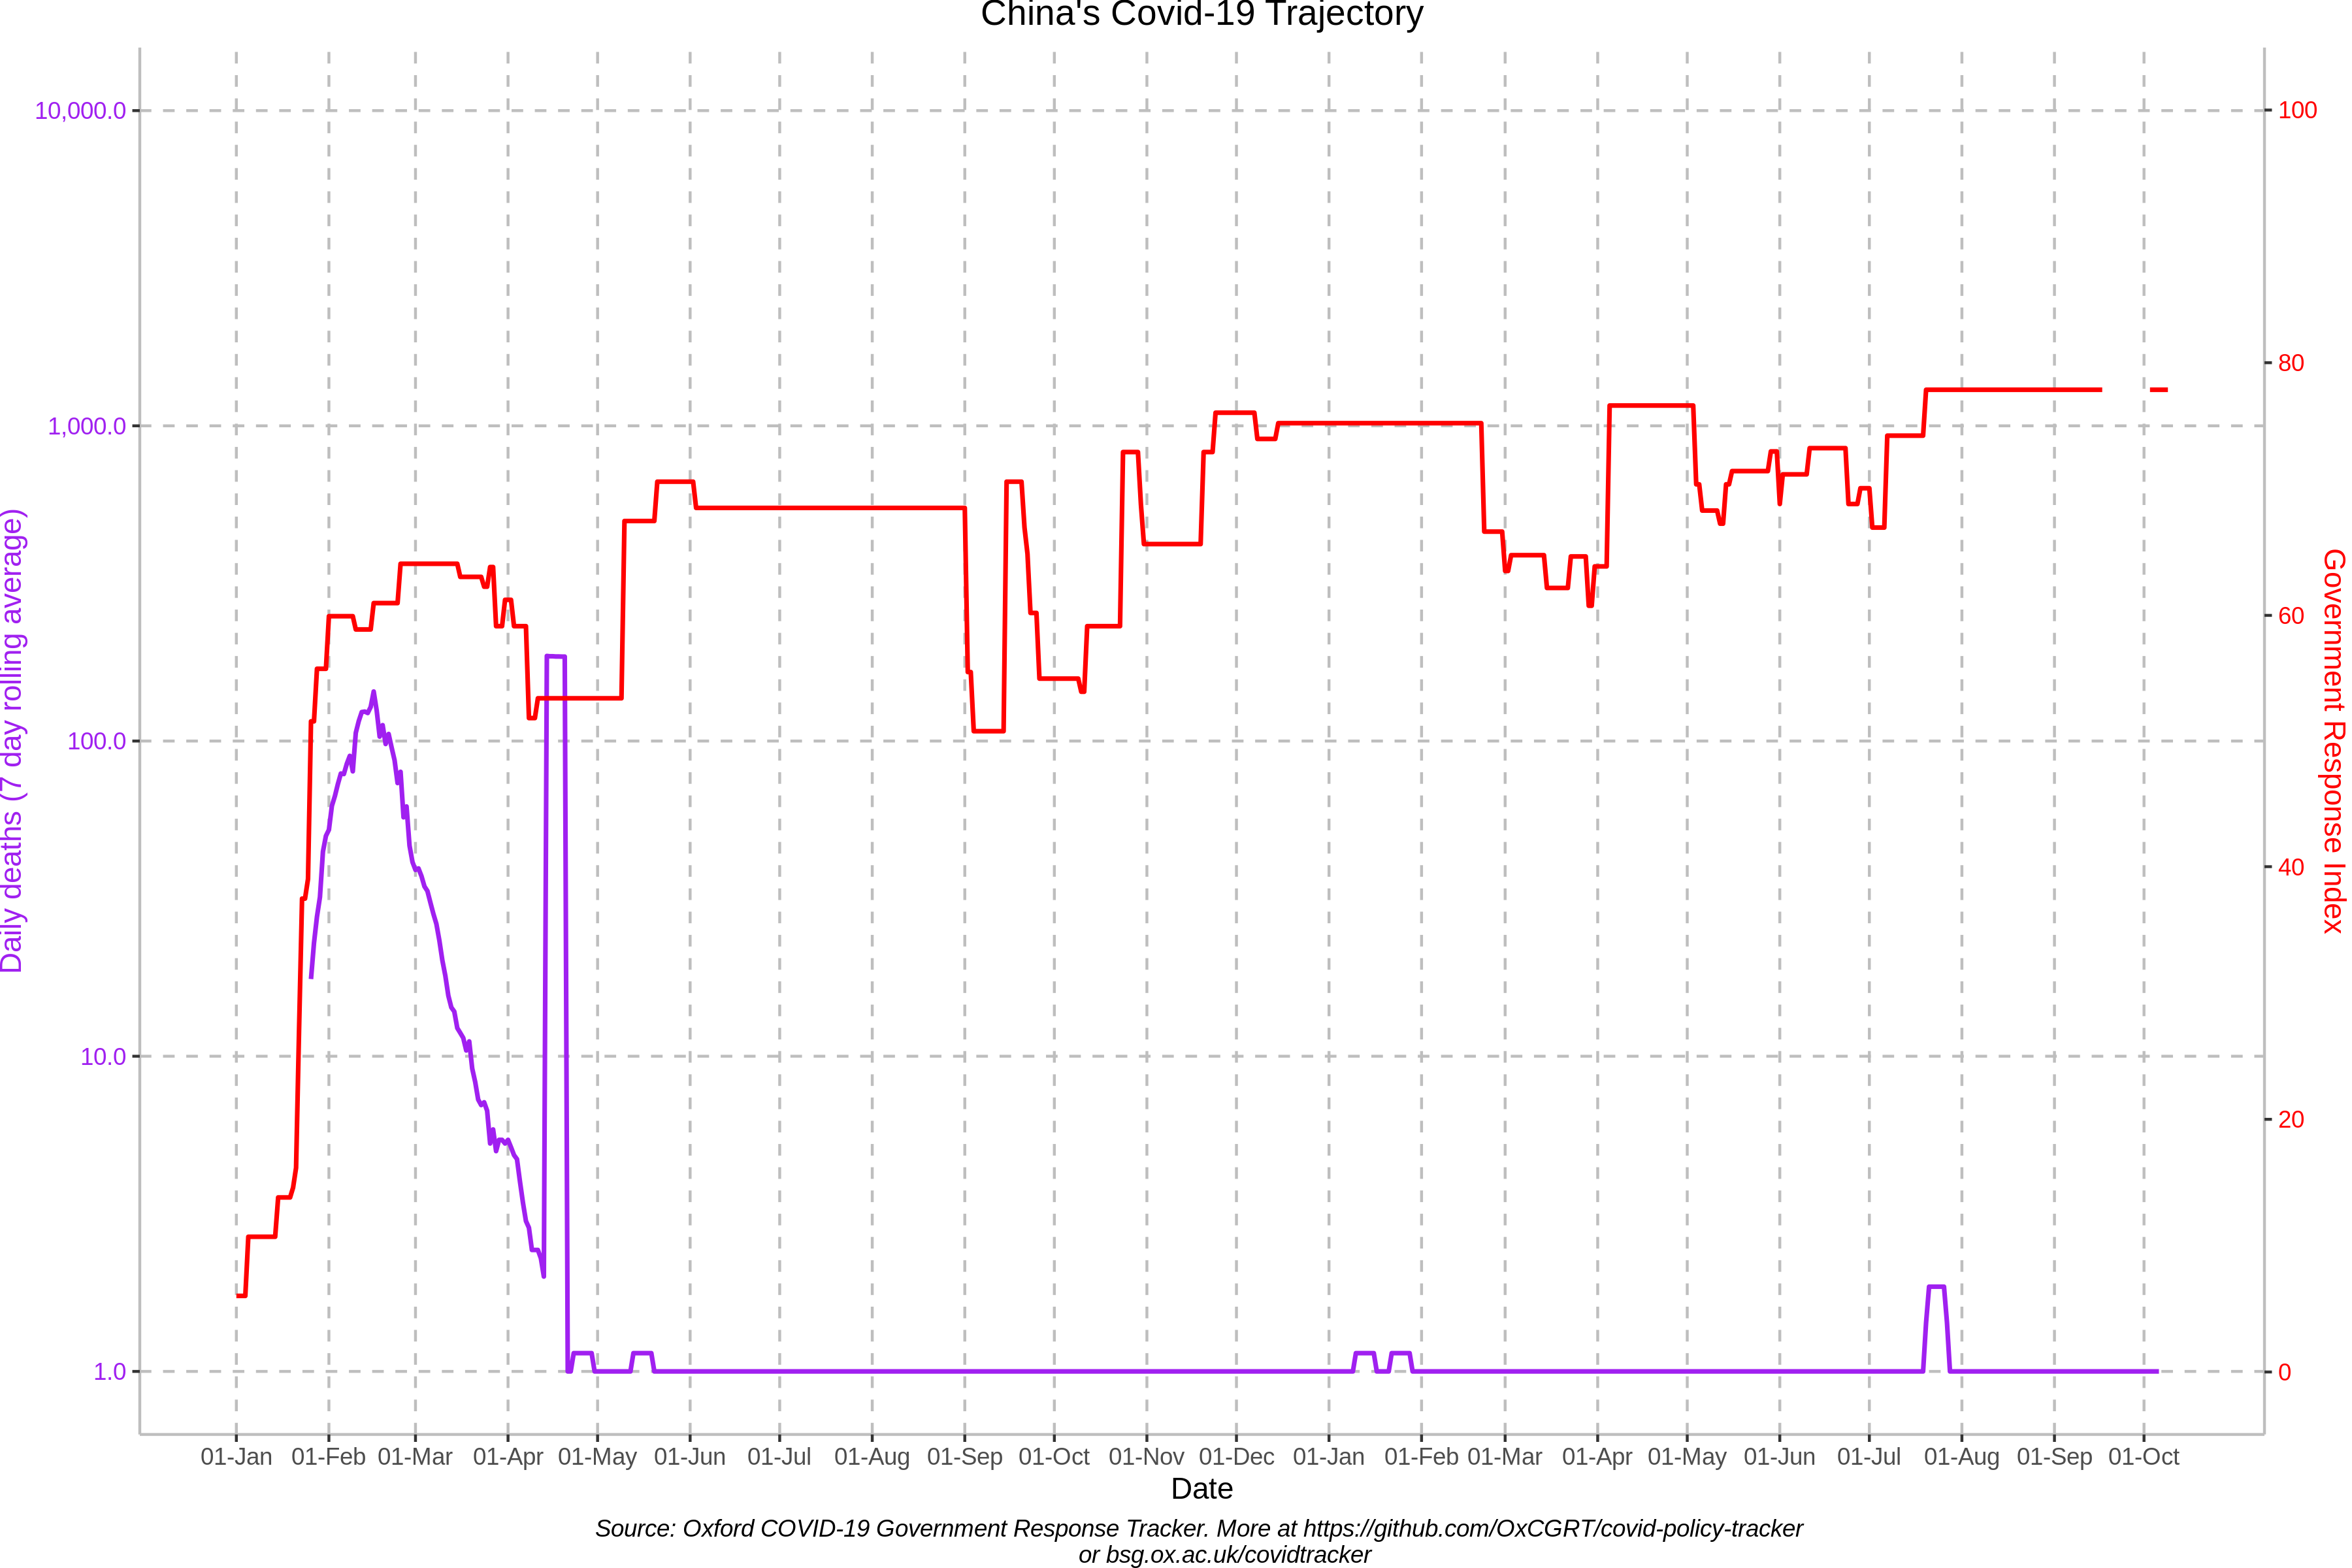 China's Covid-19 Trajectory
10,000.0
1,000.0
100.0
10.0
1.0
Daily deaths (7 day rolling average)
100
80
60
40
20
0
Government Response Index
01-Jan 01-Feb 01-Mar 01-Apr 01-May 01-Jun 01-Jul 01-Aug 01-Sep 01-Oct 01-Nov 01-Dec 01-Jan 01-Feb 01-Mar 01-Apr 01-May 01-Jun 01-Jul 01-Aug 01-Sep 01-Oct
Date
Source: Oxford COVID-19 Government Response Tracker. More at https://github.com/OxCGRT/covid-policy-tracker
or bsg.ox.ac.uk/covidtracker